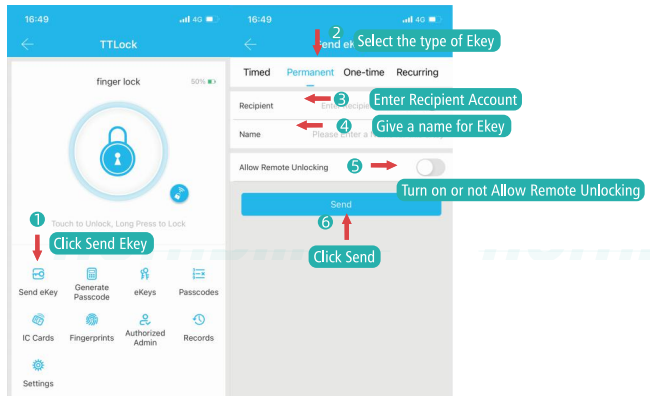 16:49
4G
TTLock
finger lock
50%
Touch to Unlock, Long Press to Lock
1
Click Send Ekey
Send eKey
Generate Passcode
eKeys
Passcodes
IC Cards
Fingerprints
Authorized Admin
Records
Settings
16:49
4G
2
Send
Select the type of Ekey
Timed
Permanent
One-time
Recurring
Recipient
3
Enter Recipient Account
Name
Please enter a
4
Give a name for Ekey
Allow Remote Unlocking
5
Turn on or not Allow Remote Unlocking
Send
6
Click Send